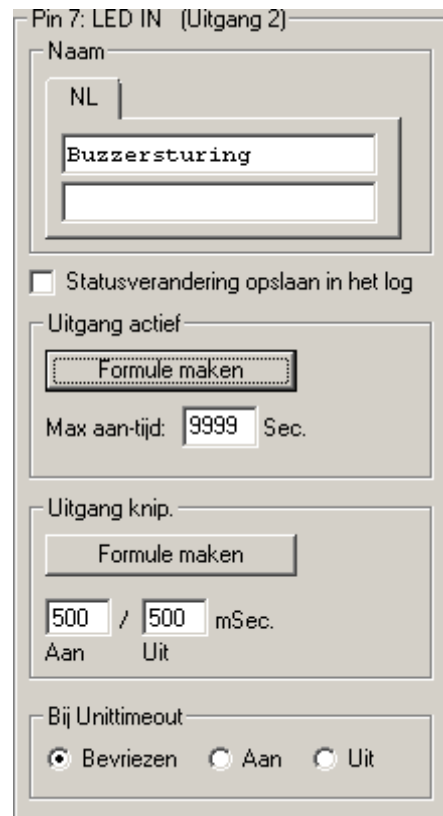 Pin 7: LED IN (Uitgang 2)
Naam
NL
Buzzersturing
Statusverandering opslaan in het log
Uitgang actief
Formule maken
Max aan-tijd: 9999 Sec.
Uitgang knip.
Formule maken
500 / 500 mSec.
Aan Uit
Bij Unittimeout
Bevriezen Aan Uit